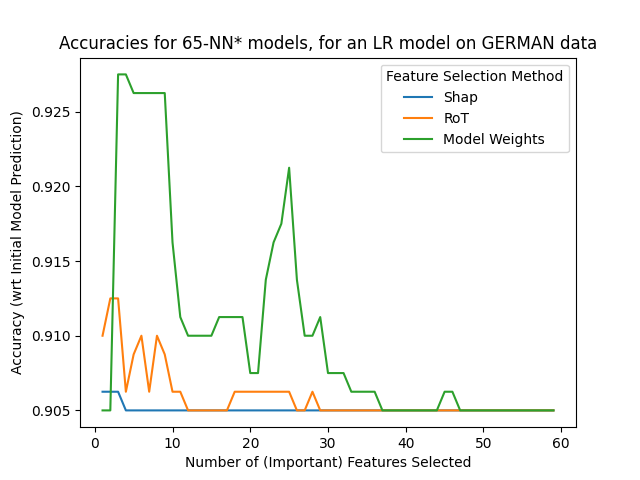 Accuracies for 65-NN* models, for an LR model on GERMAN data
Feature Selection Method
Shap
RoT
Model Weights
Accuracy (wrt Initial Model Prediction)
0.925
0.920
0.915
0.910
0.905
0 10 20 30 40 50 60
Number of (Important) Features Selected